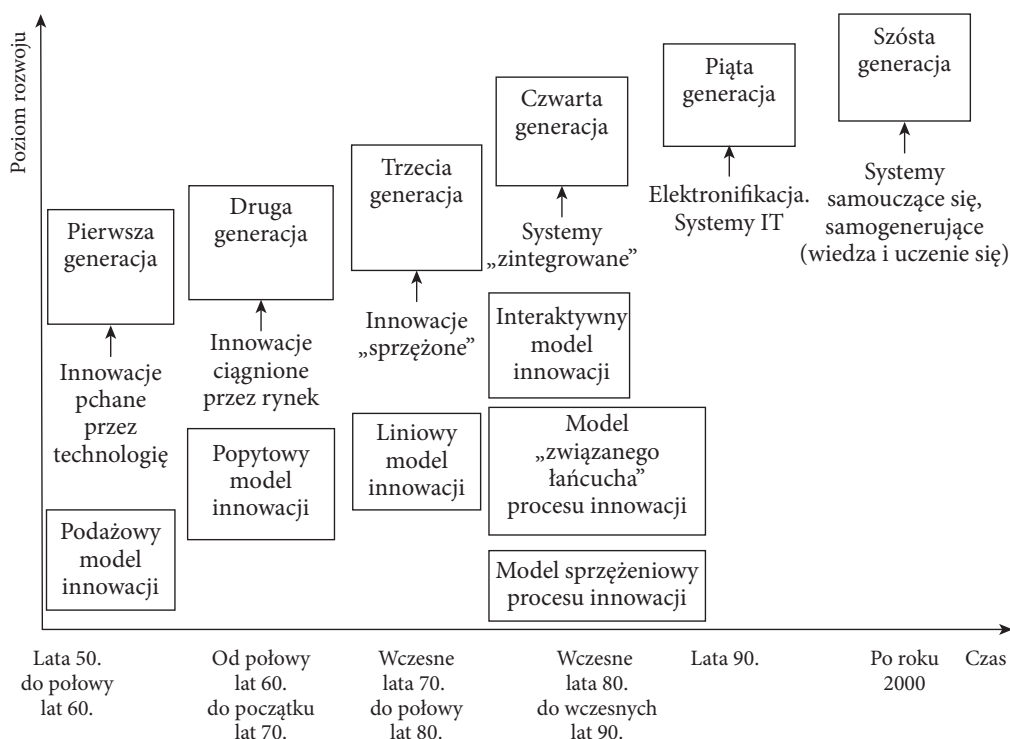 Poziom rozwoju
Pierwsza
generacja
Innowacje
pchane
przez
technologię
Podażowy
model
innowacji
Druga
generacja
Innowacje
ciągnione
przez rynek
Popytowy
model
innowacji
Trzecia
generacja
Innowacje
„sprzężone”
Liniowy
model
innowacji
Czwarta
generacja
Systemy
„zintegrowane”
Interaktywny
model
innowacji
Model
„związanego
łańcucha”
procesu innowacji
Model sprzężeniowy
procesu innowacji
Piąta
generacja
Elektronifikacja.
Systemy IT
Szósta
generacja
Systemy
samouczące się,
samogenerujące
(wiedza i uczenie się)
Lata 50.
do połowy
lat 60.
Od połowy
lat 60.
do początku
lat 70.
Wczesne
lata 70.
do połowy
lat 80.
Wczesne
lata 80.
do wczesnych
lat 90.
Lata 90.
Po roku
2000
Czas